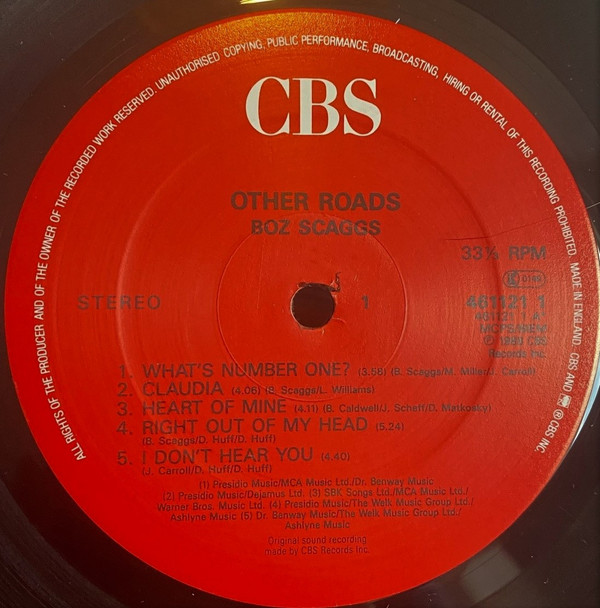 ALL RIGHTS OF THE PRODUCER AND OF THE OWNER OF THE RECORDED WORK RESERVED. UNAUTHORISED COPYING, PUBLIC PERFORMANCE, BROADCASTING, HIRING OR RENTAL OF THIS RECORDING PROHIBITED. MADE IN ENGLAND. CBS AND ® CBS INC.
CBS
OTHER ROADS
BOZ SCAGGS
33⅓ RPM
STEREO
1
461121 1
461121 1 A
℗ 1988 CBS
Records Inc.
1. WHAT'S NUMBER ONE? (3.58) (B. Scaggs/M. Miller/J. Carroll)
2. CLAUDIA (4.06) (B. Scaggs/L. Williams)
3. HEART OF MINE (4.11) (B. Caldwell/J. Scheff/D. Matkosky)
4. RIGHT OUT OF MY HEAD (5.24)
(B. Scaggs/D. Huff/D. Huff)
5. I DON'T HEAR YOU (4.40)
(J. Carroll/D. Huff/D. Huff)
(1) Presidio Music/MCA Music Ltd./Dr. Benway Music
(2) Presidio Music/Dejamus Ltd. (3) SBK Songs Ltd./MCA Music Ltd./
Warner Bros. Music Ltd. (4) Presidio Music/The Welk Music Group Ltd./
Ashlyne Music (5) Dr. Benway Music/The Welk Music Group Ltd./
Ashlyne Music
Original sound recording
made by CBS Records Inc.